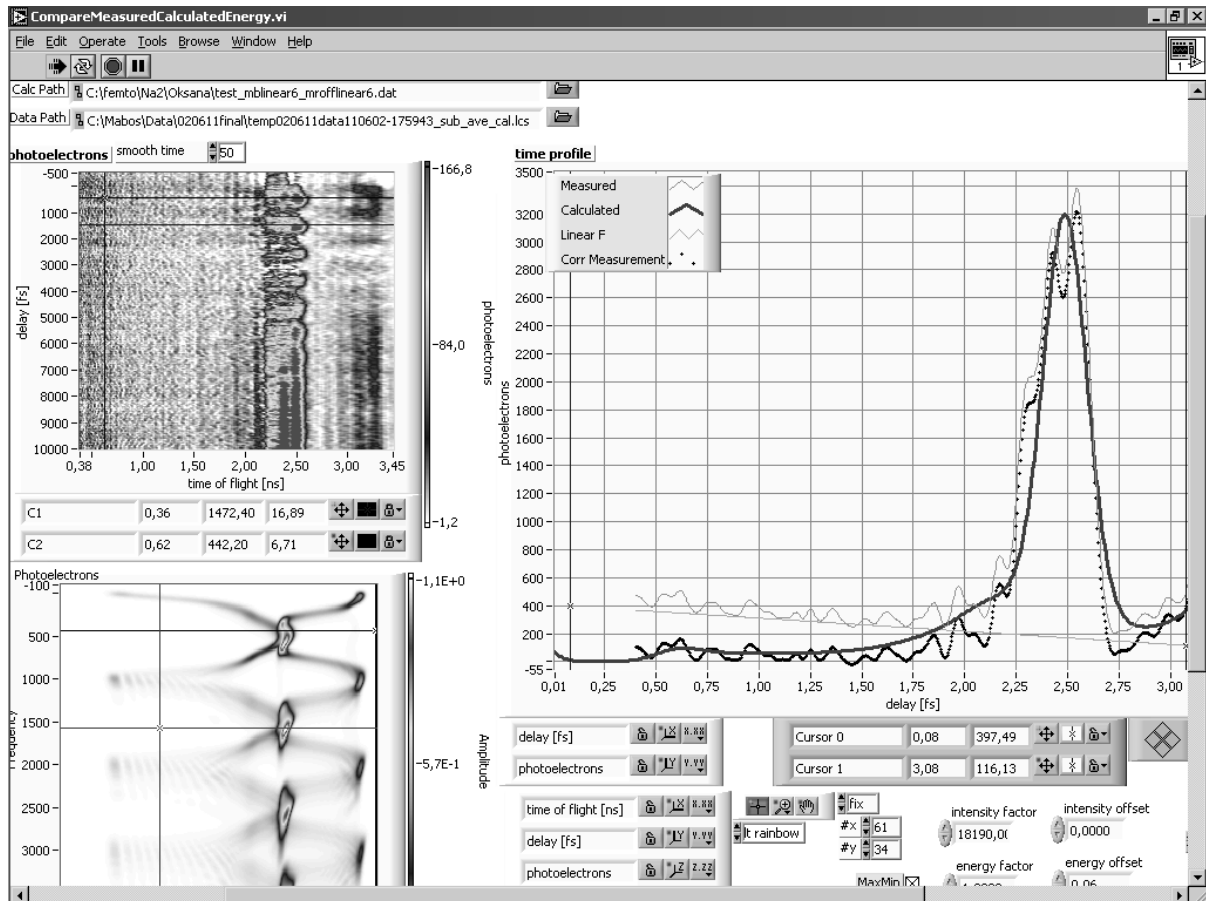 CompareMeasuredCalculatedEnergy.vi
File Edit Operate Tools Browse Window Help
1
Calc Path C:\femto\Na2\Oksana\test_mblinear6_mrofflinear6.dat
Data Path C:\Mabos\Data\020611final\temp020611data110602-175943_sub_ave_cal.lcs
photoelectrons smooth time 50
-500
1000
2000
3000
4000
5000
6000
7000
8000
9000
10000
delay [fs]
0,38 1,00 1,50 2,00 2,50 3,00 3,45
time of flight [ns]
-166,8
-84,0
-1,2
photoelectrons
C1 0,36 1472,40 16,89
C2 0,62 442,20 6,71
time profile
Measured
Calculated
Linear F
Corr Measurement
3500
3200
3000
2800
2600
2400
2200
2000
1800
1600
1400
1200
1000
800
600
400
200
-55
photoelectrons
0,01 0,25 0,50 0,75 1,00 1,25 1,50 1,75 2,00 2,25 2,50 2,75 3,00
delay [fs]
Photoelectrons
-100
500
1000
1500
2000
2500
3000
Frequency
-1,1E+0
-5,7E-1
Amplitude
delay [fs] X.XX
photoelectrons Y.YY
Cursor 0 0,08 397,49
Cursor 1 3,08 116,13
time of flight [ns] X.XX
delay [fs] Y.YY
photoelectrons Z.ZZ
lt rainbow
fix
#x 61
#y 34
MaxMin
intensity factor
18190,0
intensity offset
0,0000
energy factor
energy offset
0,06